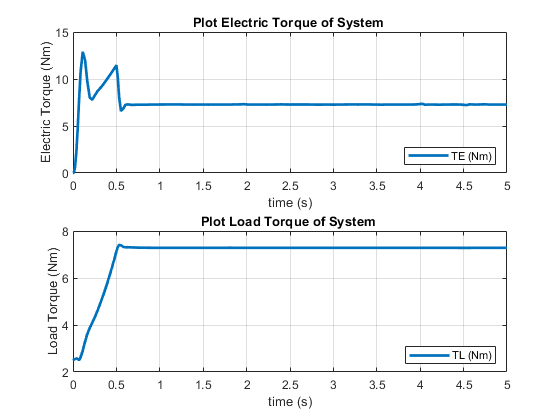 Plot Electric Torque of System
15
10
5
0
Electric Torque (Nm)
TE (Nm)
0 0.5 1 1.5 2 2.5 3 3.5 4 4.5 5
time (s)
Plot Load Torque of System
8
6
4
2
Load Torque (Nm)
TL (Nm)
0 0.5 1 1.5 2 2.5 3 3.5 4 4.5 5
time (s)